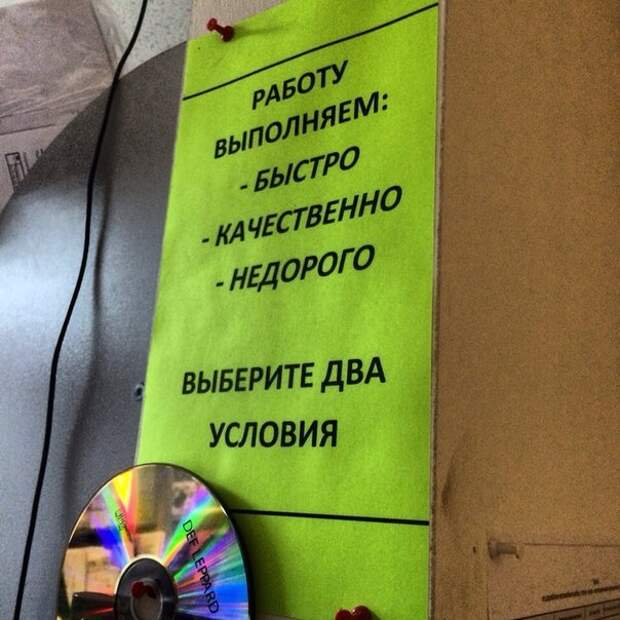 РАБОТУ
ВЫПОЛНЯЕМ:
- БЫСТРО
- КАЧЕСТВЕННО
- НЕДОРОГО
ВЫБЕРИТЕ ДВА
УСЛОВИЯ
DEF LEPPARD